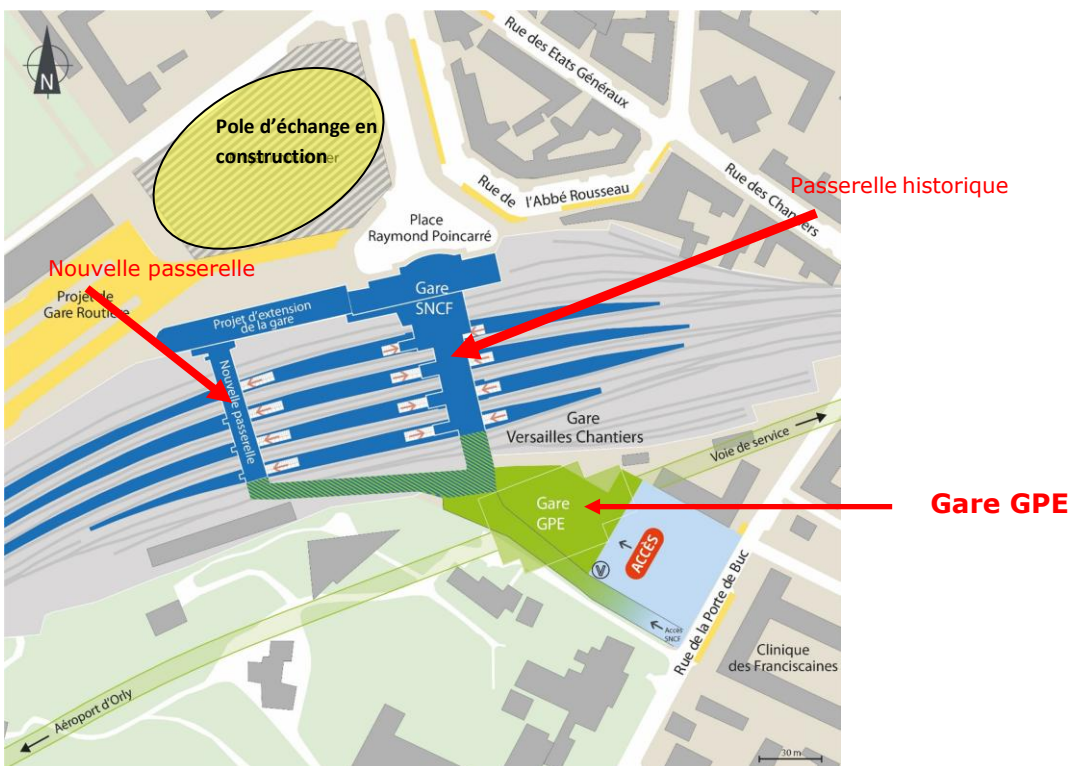 N
Rue des Etats Généraux
Pole d'échange en
construction
er
Rue de l'Abbé Rousseau
Rue des Chantiers
Passerelle historique
Place
Raymond Poincarré
Nouvelle passerelle
Gare
SNCF
Projet de
Gare Routière
Projet d'extension
de la gare
Nouvelle passerelle
Gare
Versailles Chantiers
Voie de service
Gare
GPE
Gare GPE
ACCÈS
V
Accès
SNCF
Rue de la Porte de Buc
Clinique
des Franciscaines
Aéroport d'Orly
30 m